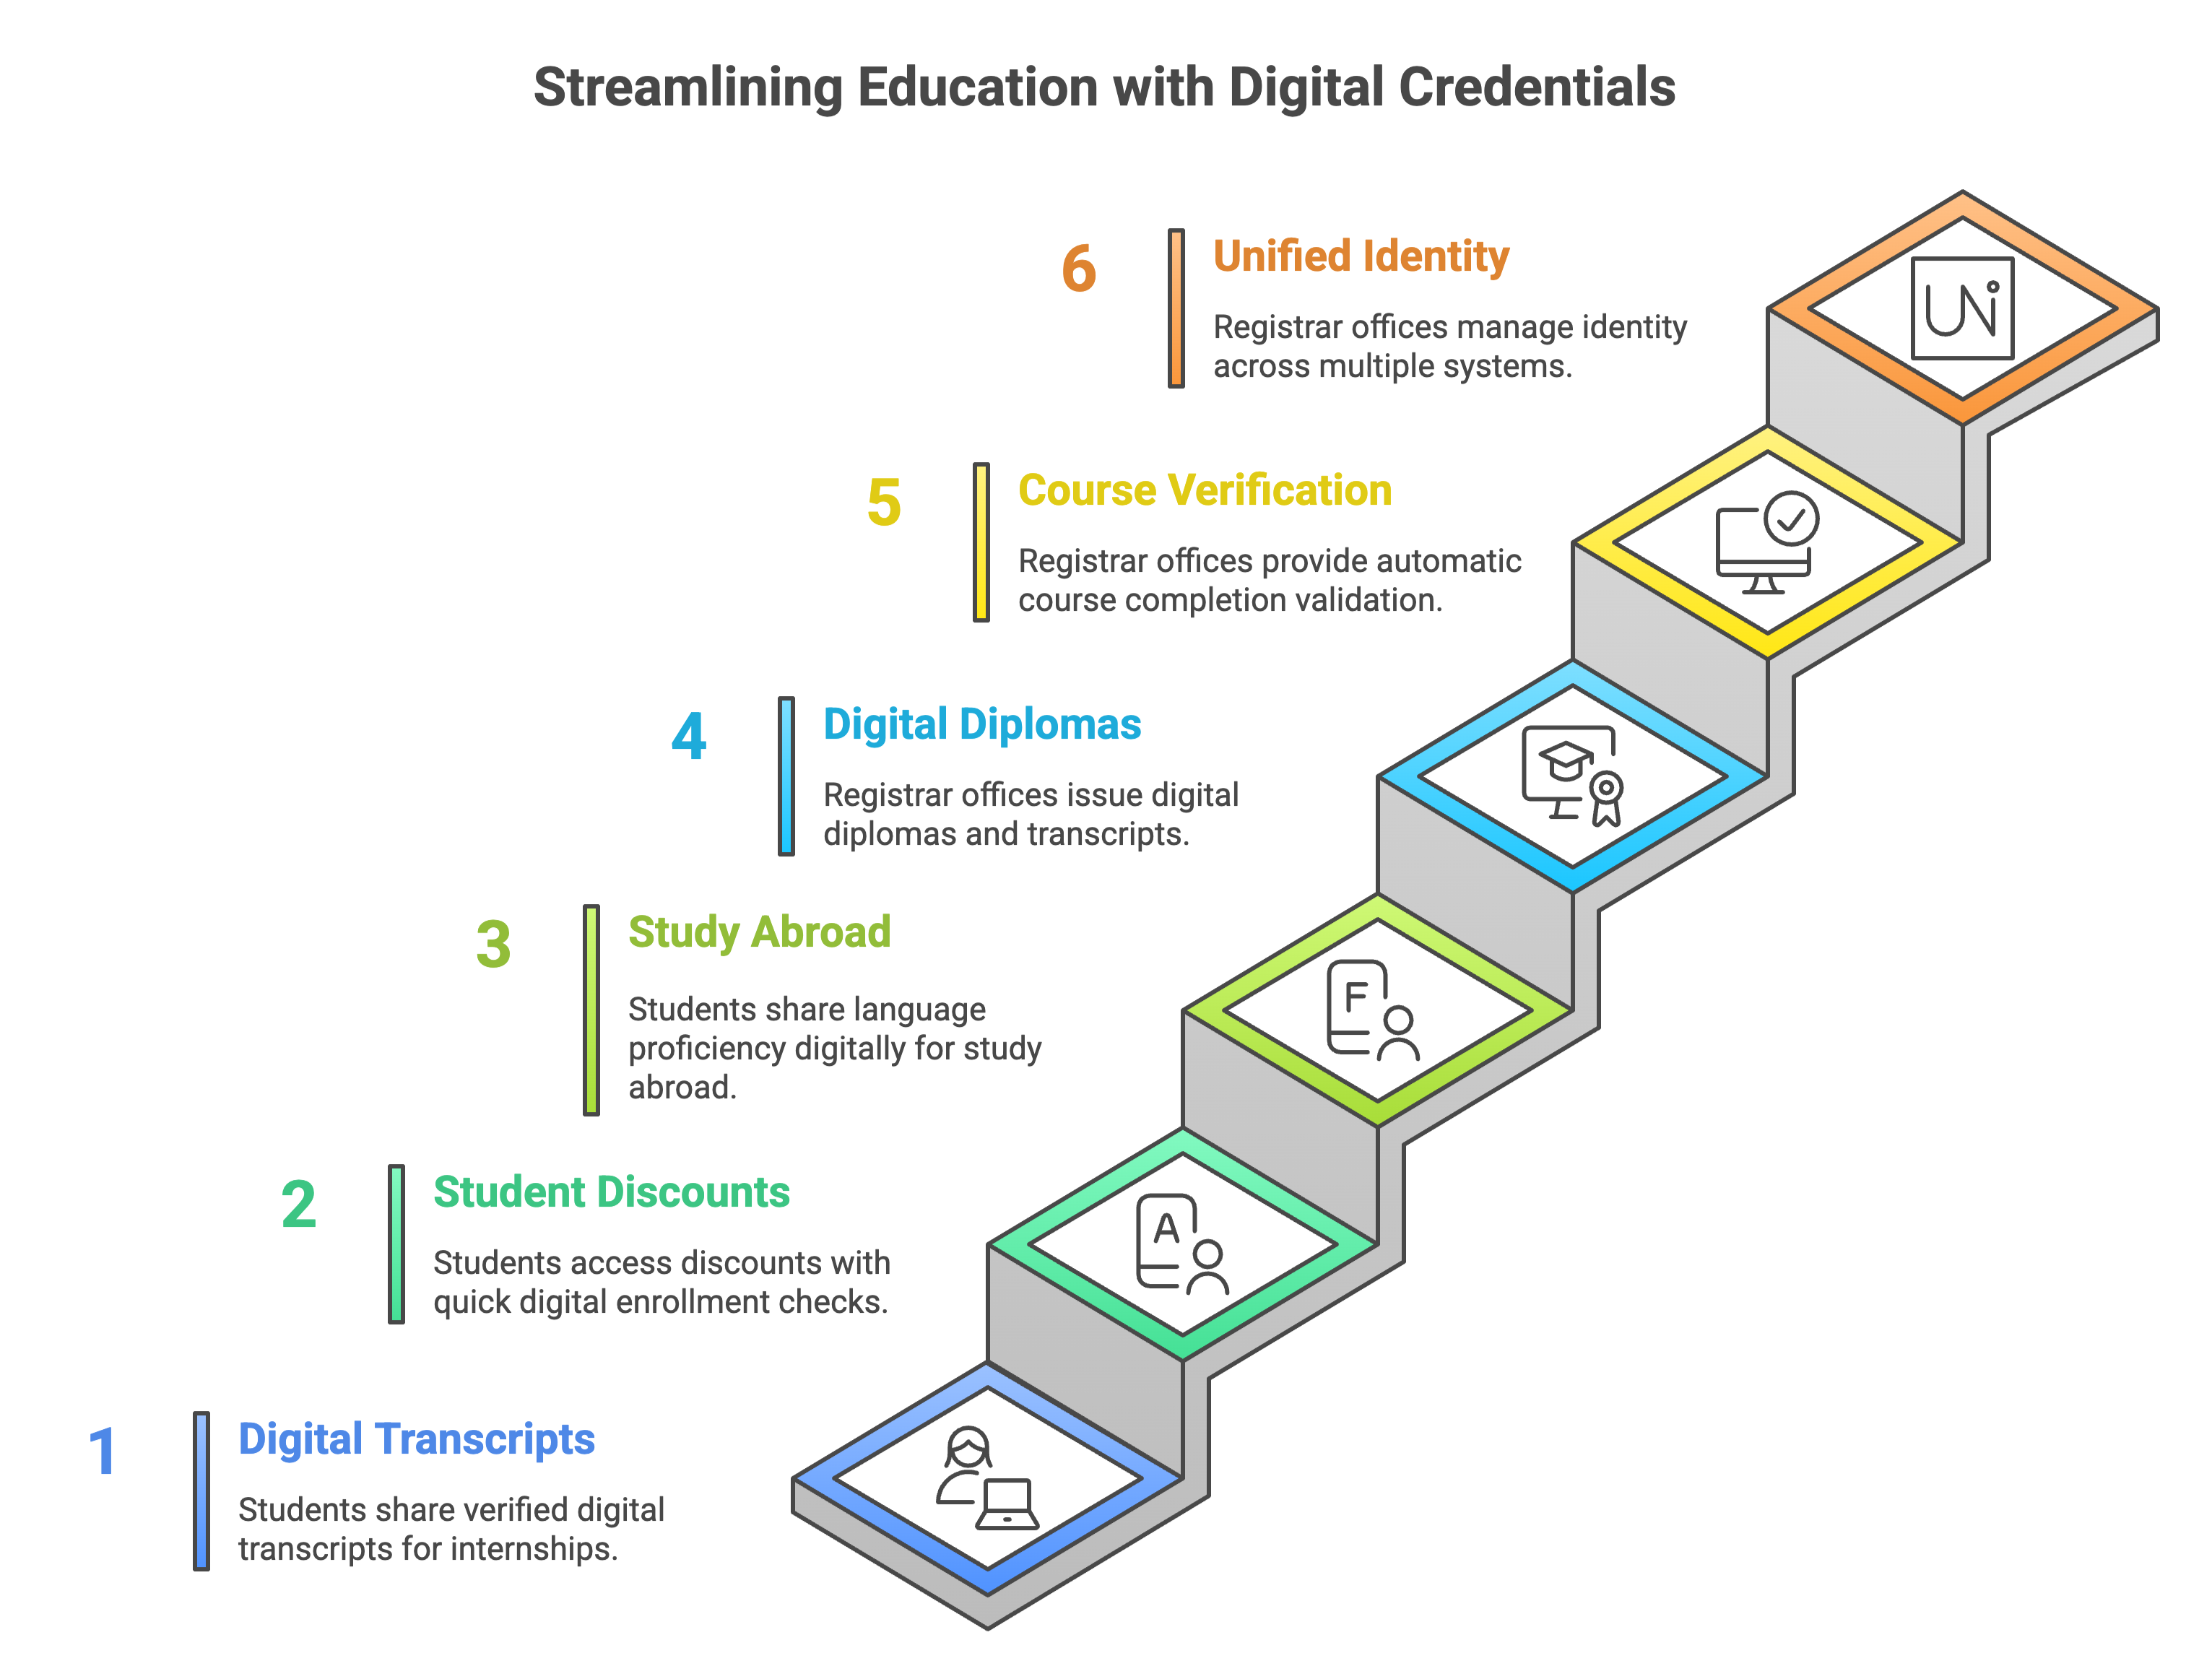 Streamlining Education with Digital Credentials
6
Unified Identity
Registrar offices manage identity
across multiple systems.
UN
5
Course Verification
Registrar offices provide automatic
course completion validation.
4
Digital Diplomas
Registrar offices issue digital
diplomas and transcripts.
3
Study Abroad
Students share language
proficiency digitally for study
abroad.
F
2
Student Discounts
Students access discounts with
quick digital enrollment checks.
A
1
Digital Transcripts
Students share verified digital
transcripts for internships.